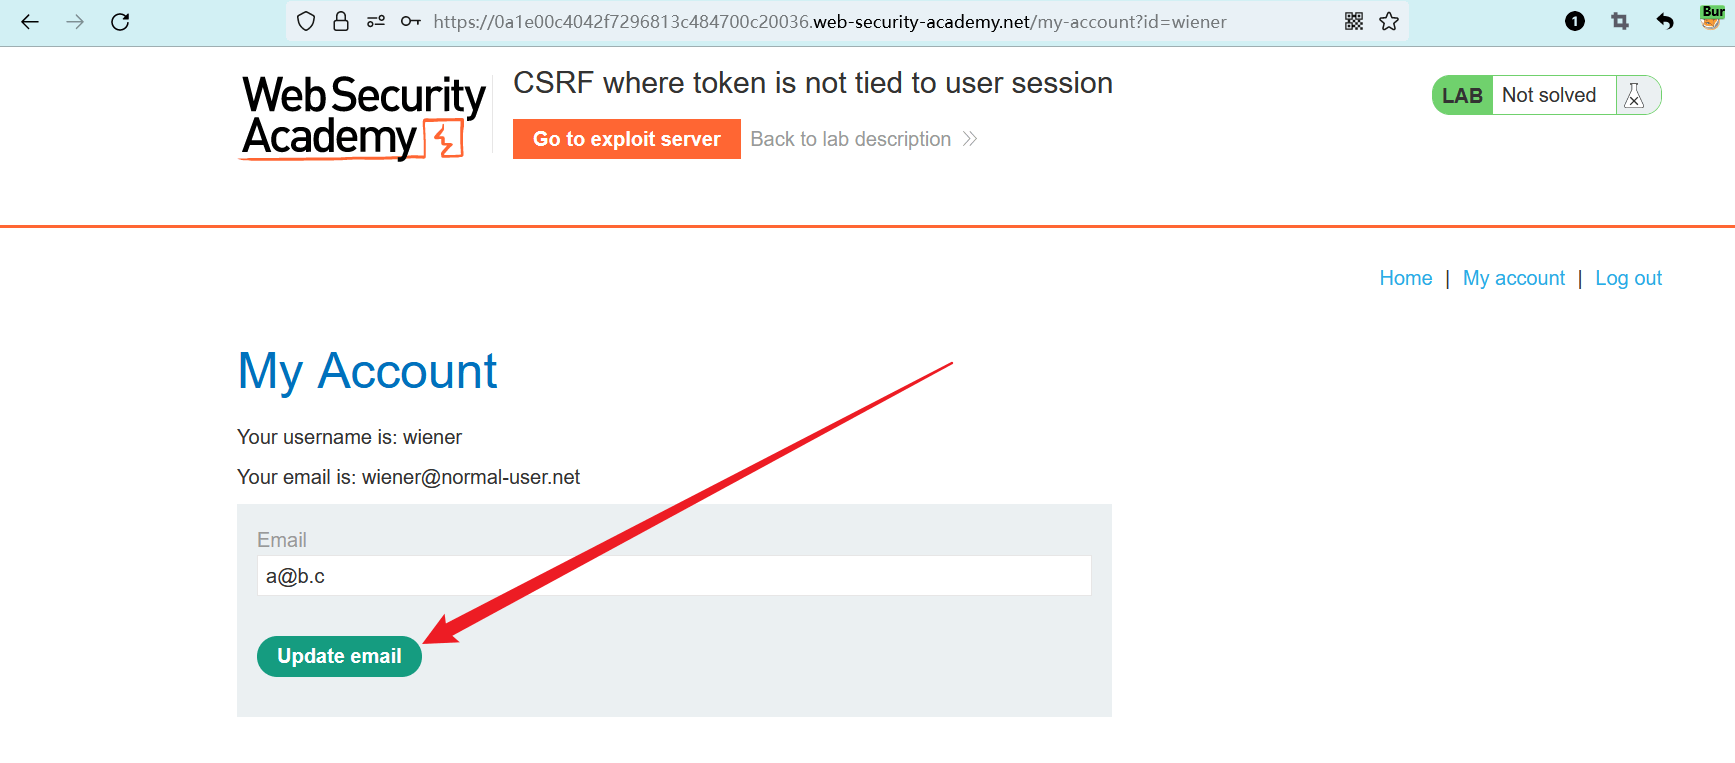 https://0a1e00c4042f7296813c484700c20036.web-security-academy.net/my-account?id=wiener
1
Bur
Web Security
Academy
CSRF where token is not tied to user session
Go to exploit server
Back to lab description
LAB
Not solved
Home | My account | Log out
My Account
Your username is: wiener
Your email is: wiener@normal-user.net
Email
a@b.c
Update email